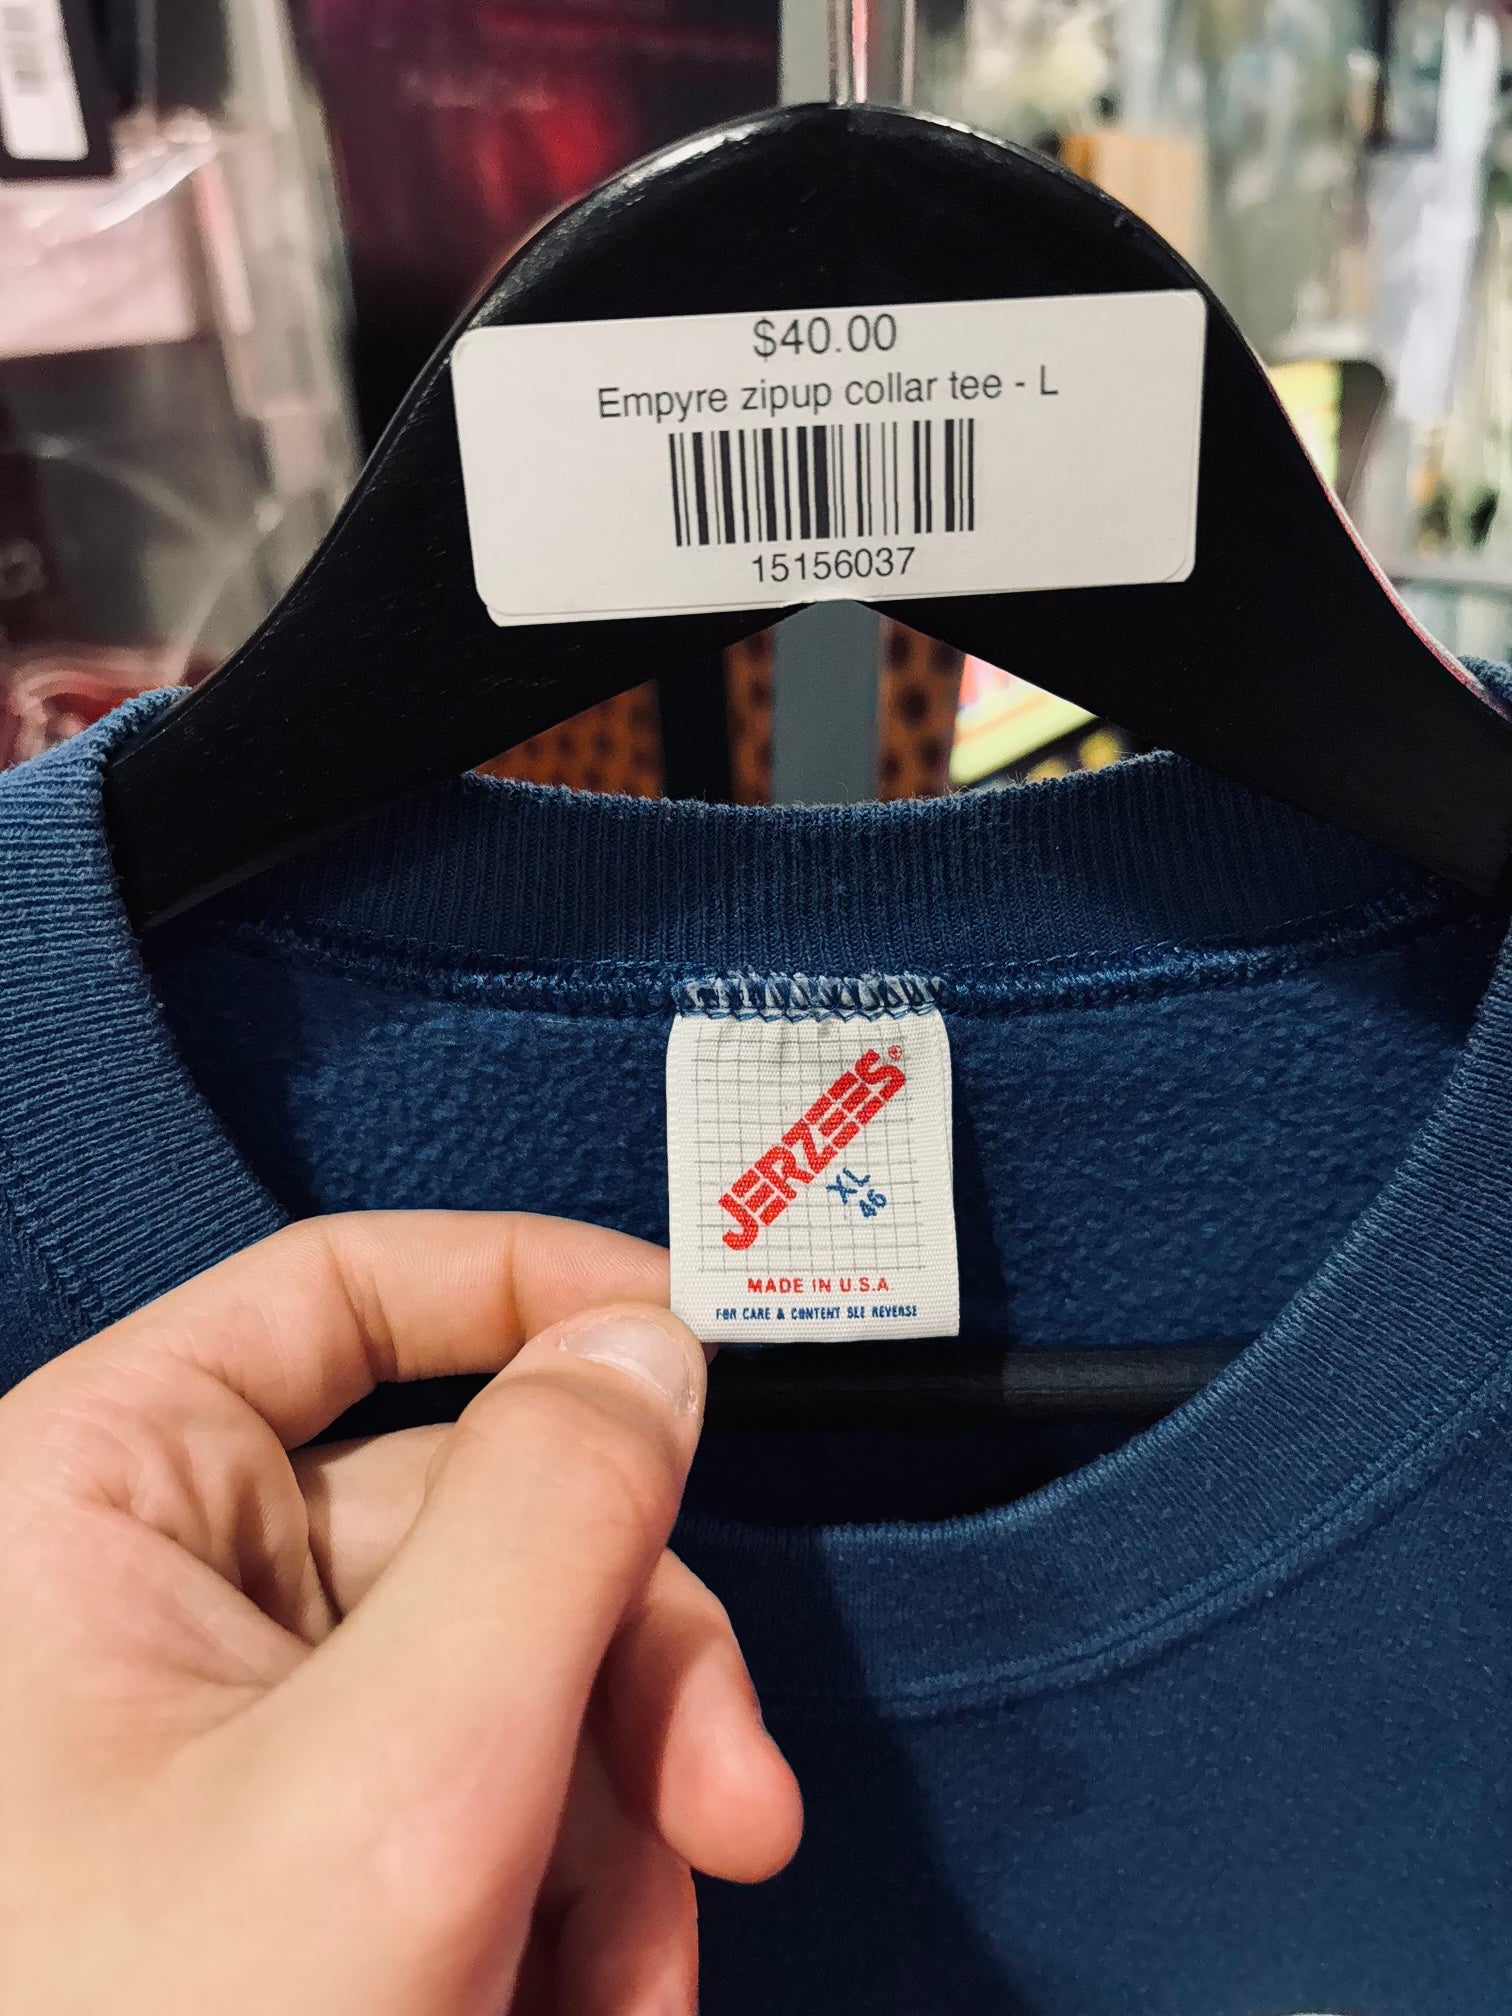 $40.00
Empyre zipup collar tee - L
15156037
JERZEES®
XL
46
MADE IN U.S.A.
FOR CARE & CONTENT SEE REVERSE